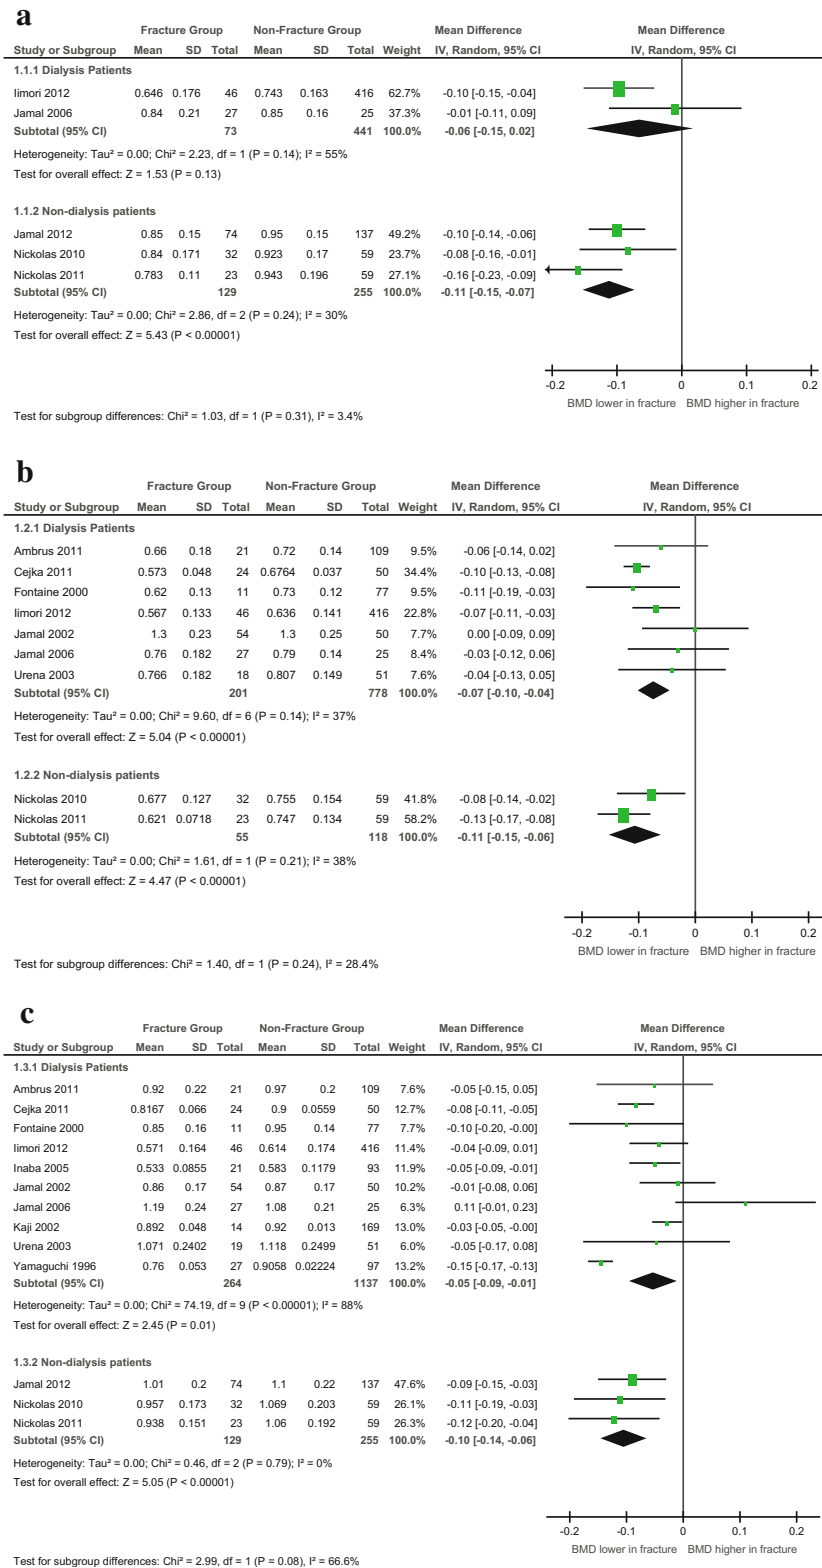 a
Fracture Group Non-Fracture Group Mean Difference Mean Difference
Study or Subgroup Mean SD Total Mean SD Total Weight IV, Random, 95% CI IV, Random, 95% CI
1.1.1 Dialysis Patients
Iimori 2012 0.646 0.176 46 0.743 0.163 416 62.7% -0.10 [-0.15, -0.04]
Jamal 2006 0.84 0.21 27 0.85 0.16 25 37.3% -0.01 [-0.11, 0.09]
Subtotal (95% CI) 73 441 100.0% -0.06 [-0.15, 0.02]
Heterogeneity: Tau² = 0.00; Chi² = 2.23, df = 1 (P = 0.14); I² = 55%
Test for overall effect: Z = 1.53 (P = 0.13)
1.1.2 Non-dialysis patients
Jamal 2012 0.85 0.15 74 0.95 0.15 137 49.2% -0.10 [-0.14, -0.06]
Nickolas 2010 0.84 0.171 32 0.923 0.17 59 23.7% -0.08 [-0.16, -0.01]
Nickolas 2011 0.783 0.11 23 0.943 0.196 59 27.1% -0.16 [-0.23, -0.09]
Subtotal (95% CI) 129 255 100.0% -0.11 [-0.15, -0.07]
Heterogeneity: Tau² = 0.00; Chi² = 2.86, df = 2 (P = 0.24); I² = 30%
Test for overall effect: Z = 5.43 (P < 0.00001)
-0.2 -0.1 0 0.1 0.2
BMD lower in fracture BMD higher in fracture
Test for subgroup differences: Chi² = 1.03, df = 1 (P = 0.31), I² = 3.4%
b
Fracture Group Non-Fracture Group Mean Difference Mean Difference
Study or Subgroup Mean SD Total Mean SD Total Weight IV, Random, 95% CI IV, Random, 95% CI
1.2.1 Dialysis Patients
Ambrus 2011 0.66 0.18 21 0.72 0.14 109 9.5% -0.06 [-0.14, 0.02]
Cejka 2011 0.573 0.048 24 0.6764 0.037 50 34.4% -0.10 [-0.13, -0.08]
Fontaine 2000 0.62 0.13 11 0.73 0.12 77 9.5% -0.11 [-0.19, -0.03]
Iimori 2012 0.567 0.133 46 0.636 0.141 416 22.8% -0.07 [-0.11, -0.03]
Jamal 2002 1.3 0.23 54 1.3 0.25 50 7.7% 0.00 [-0.09, 0.09]
Jamal 2006 0.76 0.182 27 0.79 0.14 25 8.4% -0.03 [-0.12, 0.06]
Urena 2003 0.766 0.182 18 0.807 0.149 51 7.6% -0.04 [-0.13, 0.05]
Subtotal (95% CI) 201 778 100.0% -0.07 [-0.10, -0.04]
Heterogeneity: Tau² = 0.00; Chi² = 9.60, df = 6 (P = 0.14); I² = 37%
Test for overall effect: Z = 5.04 (P < 0.00001)
1.2.2 Non-dialysis patients
Nickolas 2010 0.677 0.127 32 0.755 0.154 59 41.8% -0.08 [-0.14, -0.02]
Nickolas 2011 0.621 0.0718 23 0.747 0.134 59 58.2% -0.13 [-0.17, -0.08]
Subtotal (95% CI) 55 118 100.0% -0.11 [-0.15, -0.06]
Heterogeneity: Tau² = 0.00; Chi² = 1.61, df = 1 (P = 0.21); I² = 38%
Test for overall effect: Z = 4.47 (P < 0.00001)
-0.2 -0.1 0 0.1 0.2
BMD lower in fracture BMD higher in fracture
Test for subgroup differences: Chi² = 1.40, df = 1 (P = 0.24), I² = 28.4%
c
Fracture Group Non-Fracture Group Mean Difference Mean Difference
Study or Subgroup Mean SD Total Mean SD Total Weight IV, Random, 95% CI IV, Random, 95% CI
1.3.1 Dialysis Patients
Ambrus 2011 0.92 0.22 21 0.97 0.2 109 7.6% -0.05 [-0.15, 0.05]
Cejka 2011 0.8167 0.066 24 0.9 0.0559 50 12.7% -0.08 [-0.11, -0.05]
Fontaine 2000 0.85 0.16 11 0.95 0.14 77 7.5% -0.10 [-0.20, -0.00]
Iimori 2012 0.571 0.164 46 0.614 0.174 416 11.4% -0.04 [-0.09, 0.01]
Inaba 2005 0.533 0.0855 21 0.583 0.1179 93 11.9% -0.05 [-0.09, -0.01]
Jamal 2002 0.86 0.17 54 0.87 0.17 50 10.2% -0.01 [-0.08, 0.06]
Jamal 2006 1.19 0.24 27 1.08 0.21 25 6.5% 0.11 [-0.01, 0.23]
Kaji 2002 0.892 0.048 14 0.92 0.013 169 13.0% -0.03 [-0.05, -0.00]
Urena 2003 1.071 0.2402 19 1.118 0.2499 51 6.0% -0.05 [-0.17, 0.08]
Yamaguchi 1996 0.76 0.053 27 0.9058 0.02224 97 13.2% -0.15 [-0.17, -0.13]
Subtotal (95% CI) 264 1137 100.0% -0.05 [-0.09, -0.01]
Heterogeneity: Tau² = 0.00; Chi² = 74.19, df = 9 (P < 0.00001); I² = 88%
Test for overall effect: Z = 2.45 (P = 0.01)
1.3.2 Non-dialysis patients
Jamal 2012 1.01 0.2 74 1.1 0.22 137 47.6% -0.09 [-0.15, -0.03]
Nickolas 2010 0.957 0.173 32 1.069 0.203 59 26.1% -0.11 [-0.19, -0.03]
Nickolas 2011 0.938 0.151 23 1.06 0.192 59 26.3% -0.12 [-0.20, -0.04]
Subtotal (95% CI) 129 255 100.0% -0.10 [-0.14, -0.06]
Heterogeneity: Tau² = 0.00; Chi² = 0.46, df = 2 (P = 0.79); I² = 0%
Test for overall effect: Z = 5.05 (P < 0.00001)
-0.2 -0.1 0 0.1 0.2
BMD lower in fracture BMD higher in fracture
Test for subgroup differences: Chi² = 2.99, df = 1 (P = 0.08), I² = 66.6%